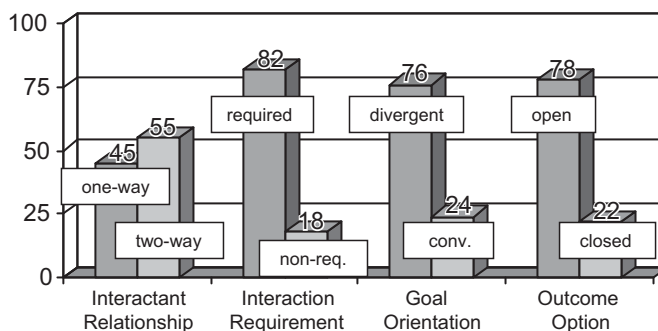 100
75
50
25
0
45
55
82
18
76
24
78
22
one-way
two-way
required
non-req.
divergent
conv.
open
closed
Interactant
Relationship
Interaction
Requirement
Goal
Orientation
Outcome
Option